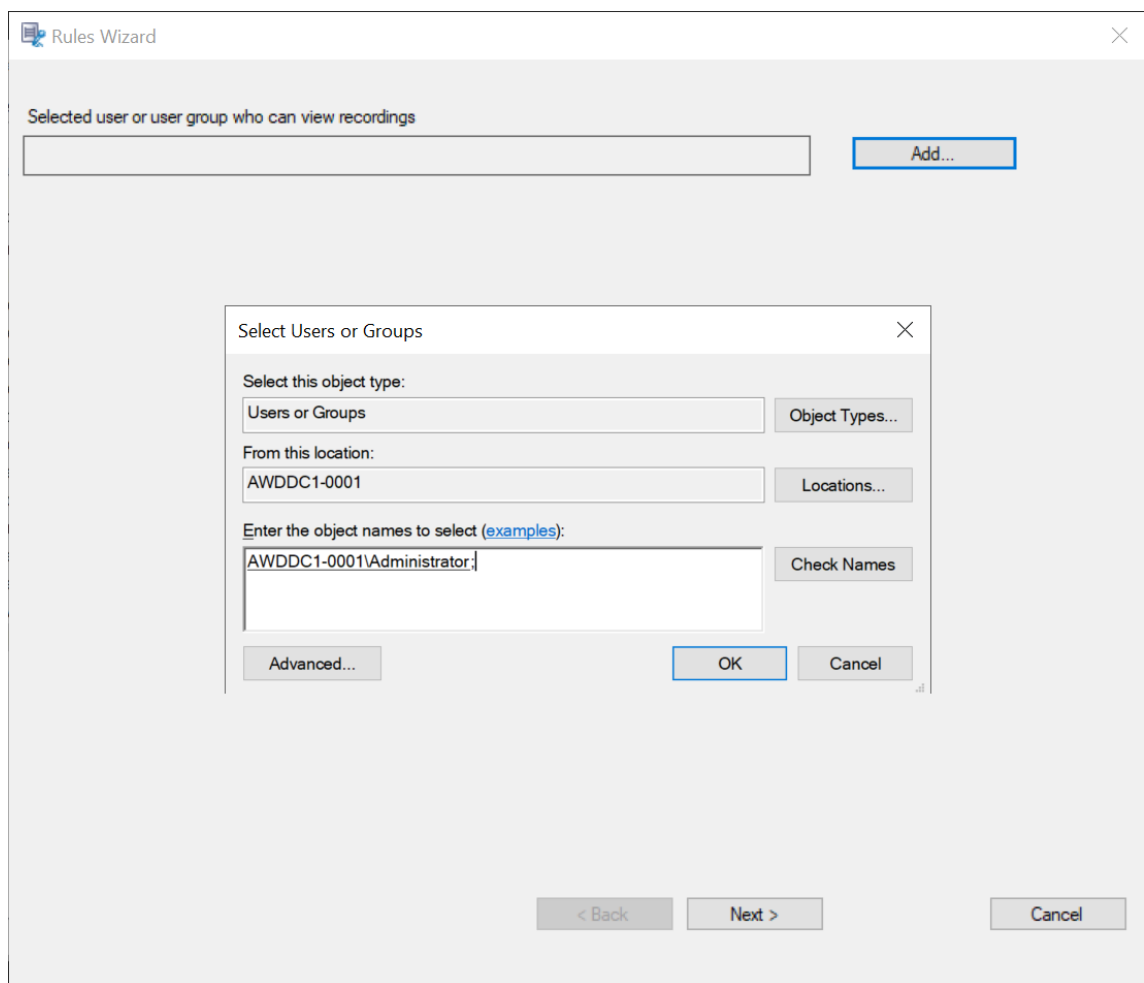 Rules Wizard
Selected user or user group who can view recordings
Add...
Select Users or Groups
Select this object type:
Users or Groups
Object Types...
From this location:
AWDDC1-0001
Locations...
Enter the object names to select (examples):
AWDDC1-0001\Administrator;
Check Names
Advanced...
OK
Cancel
< Back
Next >
Cancel